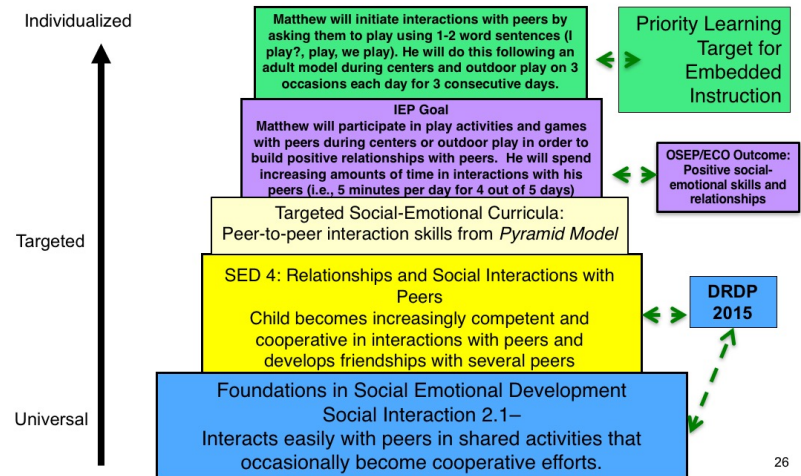 Individualized
Matthew will initiate interactions with peers by
asking them to play using 1-2 word sentences (I
play?, play, we play). He will do this following an
adult model during centers and outdoor play on 3
occasions each day for 3 consecutive days.
Priority Learning
Target for
Embedded
Instruction
IEP Goal
Matthew will participate in play activities and games
with peers during centers or outdoor play in order to
build positive relationships with peers. He will spend
increasing amounts of time in interactions with his
peers (i.e., 5 minutes per day for 4 out of 5 days)
OSEP/ECO Outcome:
Positive social-
emotional skills and
relationships
Targeted
Targeted Social-Emotional Curricula:
Peer-to-peer interaction skills from Pyramid Model
SED 4: Relationships and Social Interactions with
Peers
Child becomes increasingly competent and
cooperative in interactions with peers and
develops friendships with several peers
DRDP
2015
Universal
Foundations in Social Emotional Development
Social Interaction 2.1–
Interacts easily with peers in shared activities that
occasionally become cooperative efforts.
26